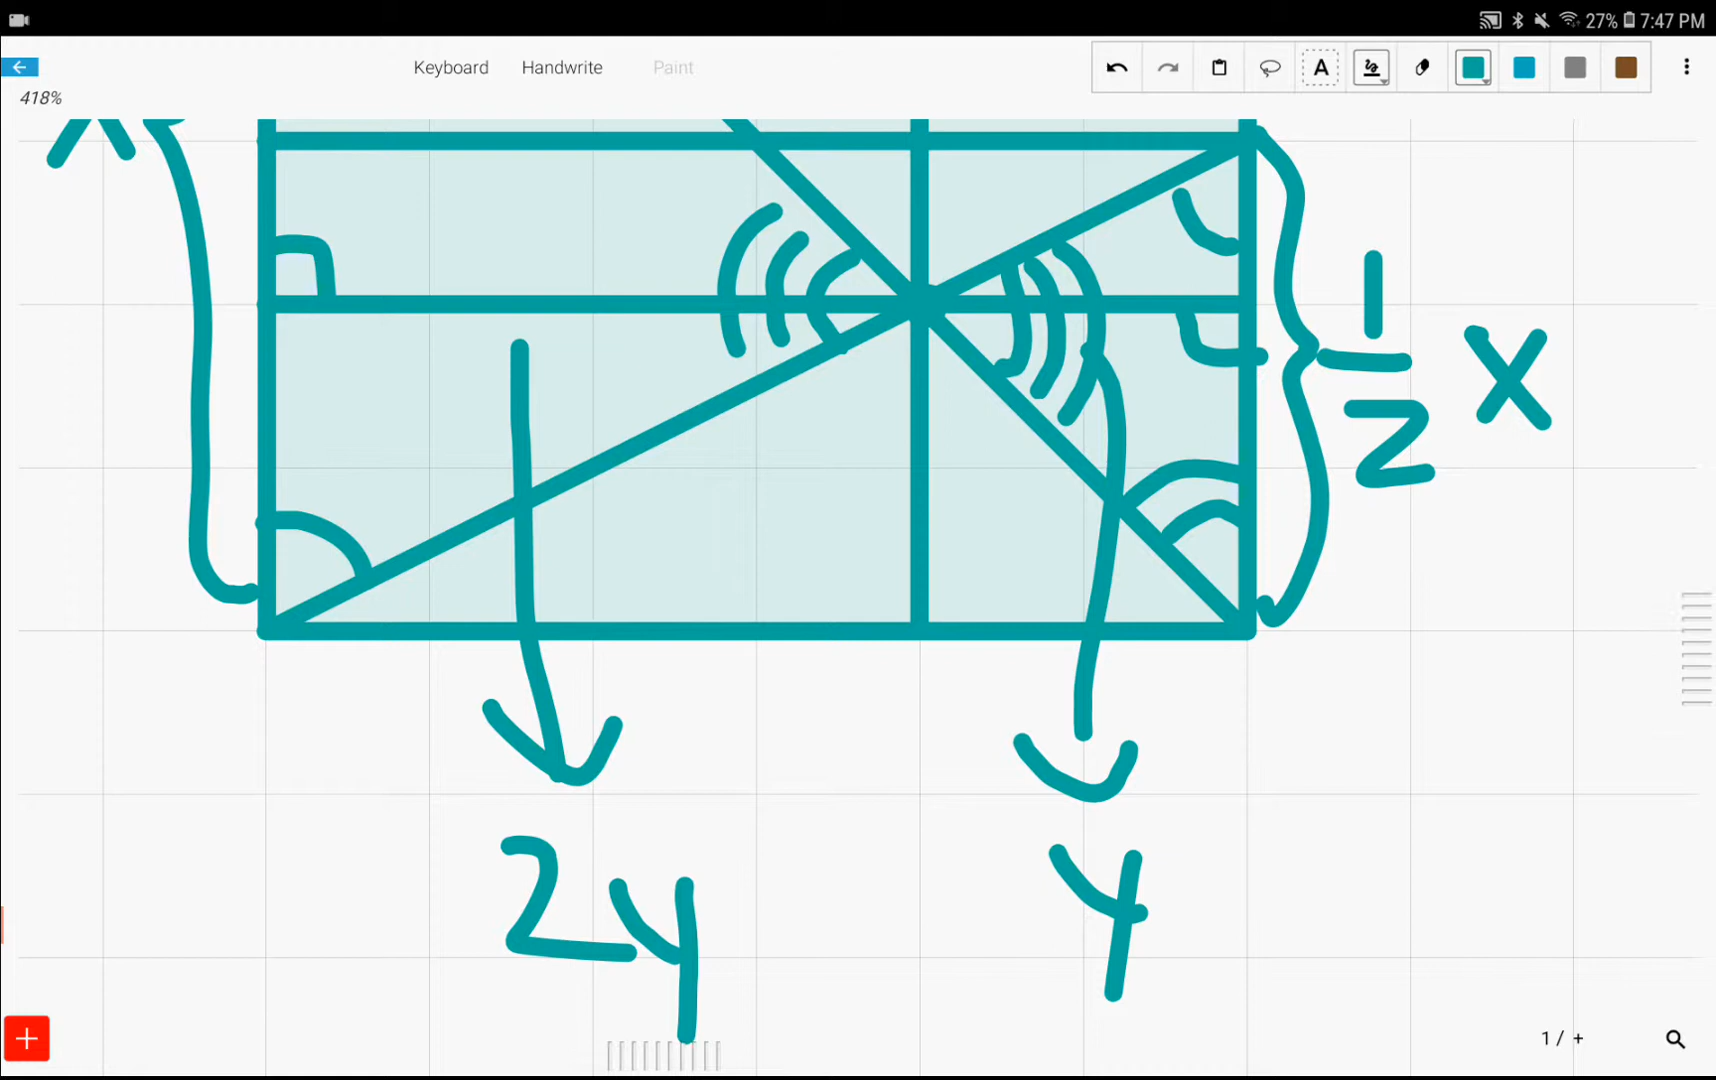 27% 7:47 PM
Keyboard Handwrite Paint
A
418%
X
1/2 X
2y y
1 / +